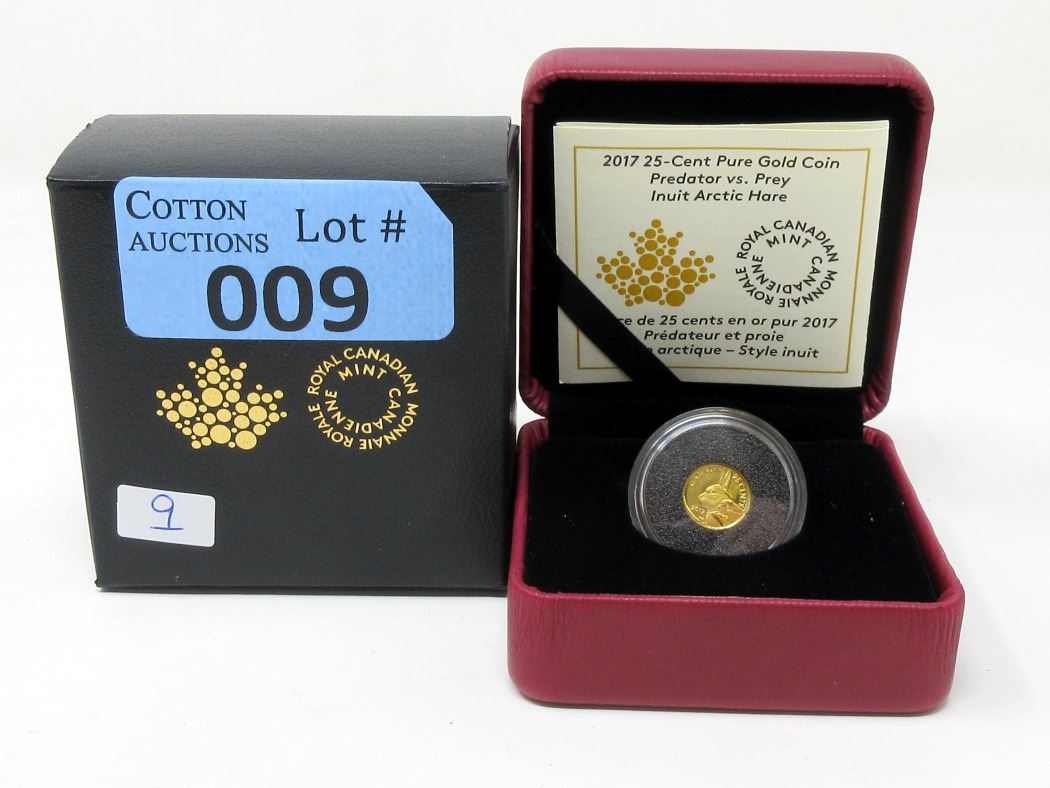 COTTON
AUCTIONS
Lot #
009
ROYAL CANADIAN MINT
MONNAIE ROYALE CANADIENNE
9
2017 25-Cent Pure Gold Coin
Predator vs. Prey
Inuit Arctic Hare
ROYAL CANADIAN MINT
MONNAIE ROYALE CANADIENNE
de 25 cents en or pur 2017
Prédateur et proie
arctique – Style inuit
25 CENTS